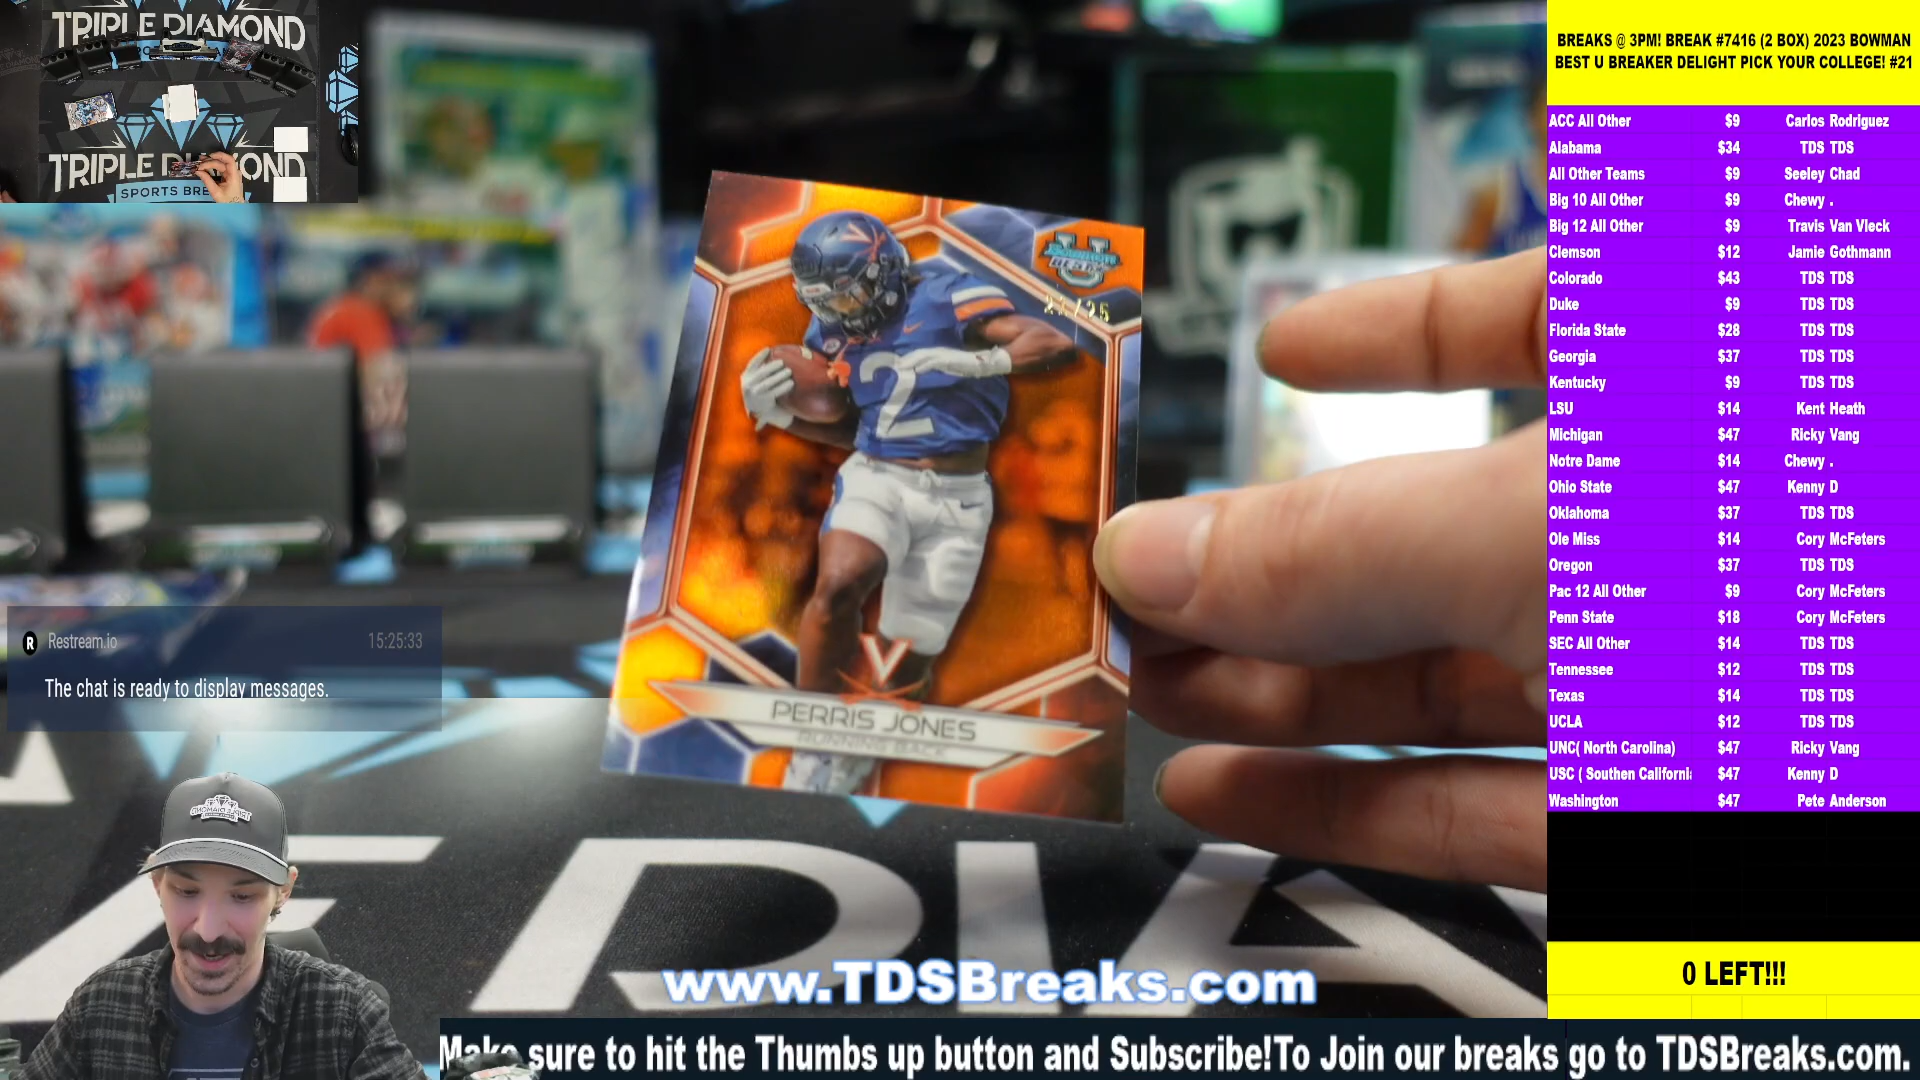 TRIPLE DIAMOND
TRIPLE DIAMOND
SPORTS BRE
BREAKS @ 3PM! BREAK #7416 (2 BOX) 2023 BOWMAN
BEST U BREAKER DELIGHT PICK YOUR COLLEGE! #21
ACC All Other $9 Carlos Rodriguez
Alabama $34 TDS TDS
All Other Teams $9 Seeley Chad
Big 10 All Other $9 Chewy .
Big 12 All Other $9 Travis Van Vleck
Clemson $12 Jamie Gothmann
Colorado $43 TDS TDS
Duke $9 TDS TDS
Florida State $28 TDS TDS
Georgia $37 TDS TDS
Kentucky $9 TDS TDS
LSU $14 Kent Heath
Michigan $47 Ricky Vang
Notre Dame $14 Chewy .
Ohio State $47 Kenny D
Oklahoma $37 TDS TDS
Ole Miss $14 Cory McFeters
Oregon $37 TDS TDS
Pac 12 All Other $9 Cory McFeters
Penn State $18 Cory McFeters
SEC All Other $14 TDS TDS
Tennessee $12 TDS TDS
Texas $14 TDS TDS
UCLA $12 TDS TDS
UNC( North Carolina) $47 Ricky Vang
USC ( Southen Californi $47 Kenny D
Washington $47 Pete Anderson
0 LEFT!!!
U
BOWMAN
BEST
2
V
PERRIS JONES
RUNNING BACK
R Restream.io 15:25:33
The chat is ready to display messages.
www.TDSBreaks.com
Make sure to hit the Thumbs up button and Subscribe!To Join our breaks go to TDSBreaks.com.